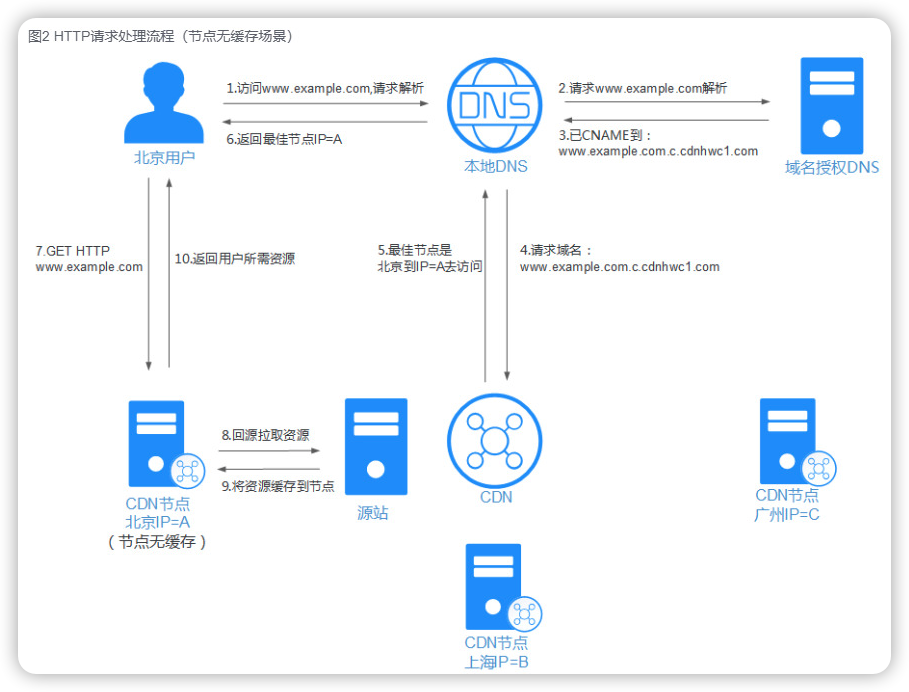 图2 HTTP请求处理流程（节点无缓存场景）
1.访问www.example.com,请求解析
6.返回最佳节点IP=A
北京用户
DNS
本地DNS
2.请求www.example.com解析
3.已CNAME到：
www.example.com.c.cdnhwc1.com
域名授权DNS
7.GET HTTP
www.example.com
10.返回用户所需资源
5.最佳节点是
北京到IP=A去访问
4.请求域名：
www.example.com.c.cdnhwc1.com
8.回源拉取资源
9.将资源缓存到节点
CDN节点
北京IP=A
（节点无缓存）
源站
CDN
CDN节点
广州IP=C
CDN节点
上海IP=B